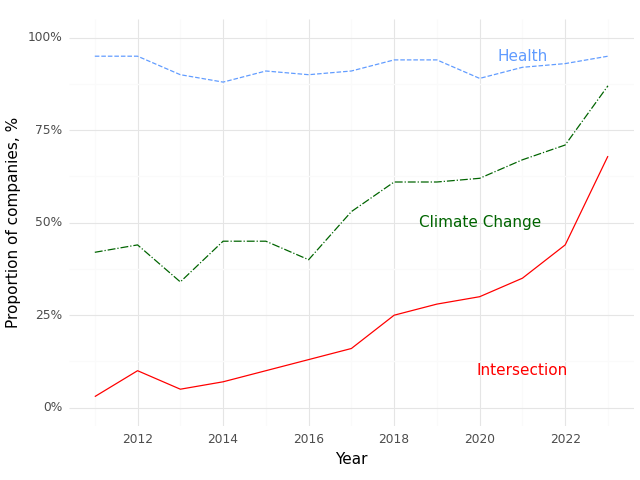 100%
75%
50%
25%
0%
Proportion of companies, %
Health
Climate Change
Intersection
2012 2014 2016 2018 2020 2022
Year